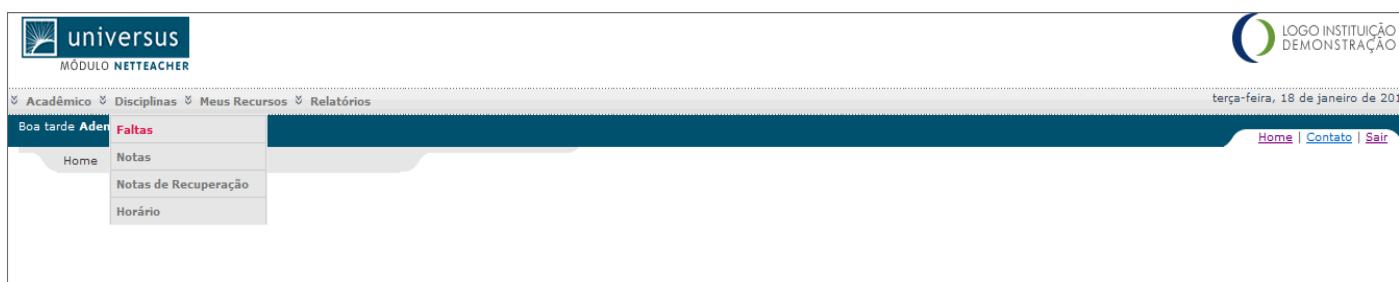 universus
MÓDULO NETTEACHER
LOGO INSTITUIÇÃO
DEMONSTRAÇÃO
Acadêmico Disciplinas Meus Recursos Relatórios
terça-feira, 18 de janeiro de 201
Boa tarde Aden
Home | Contato | Sair
Home
Faltas
Notas
Notas de Recuperação
Horário